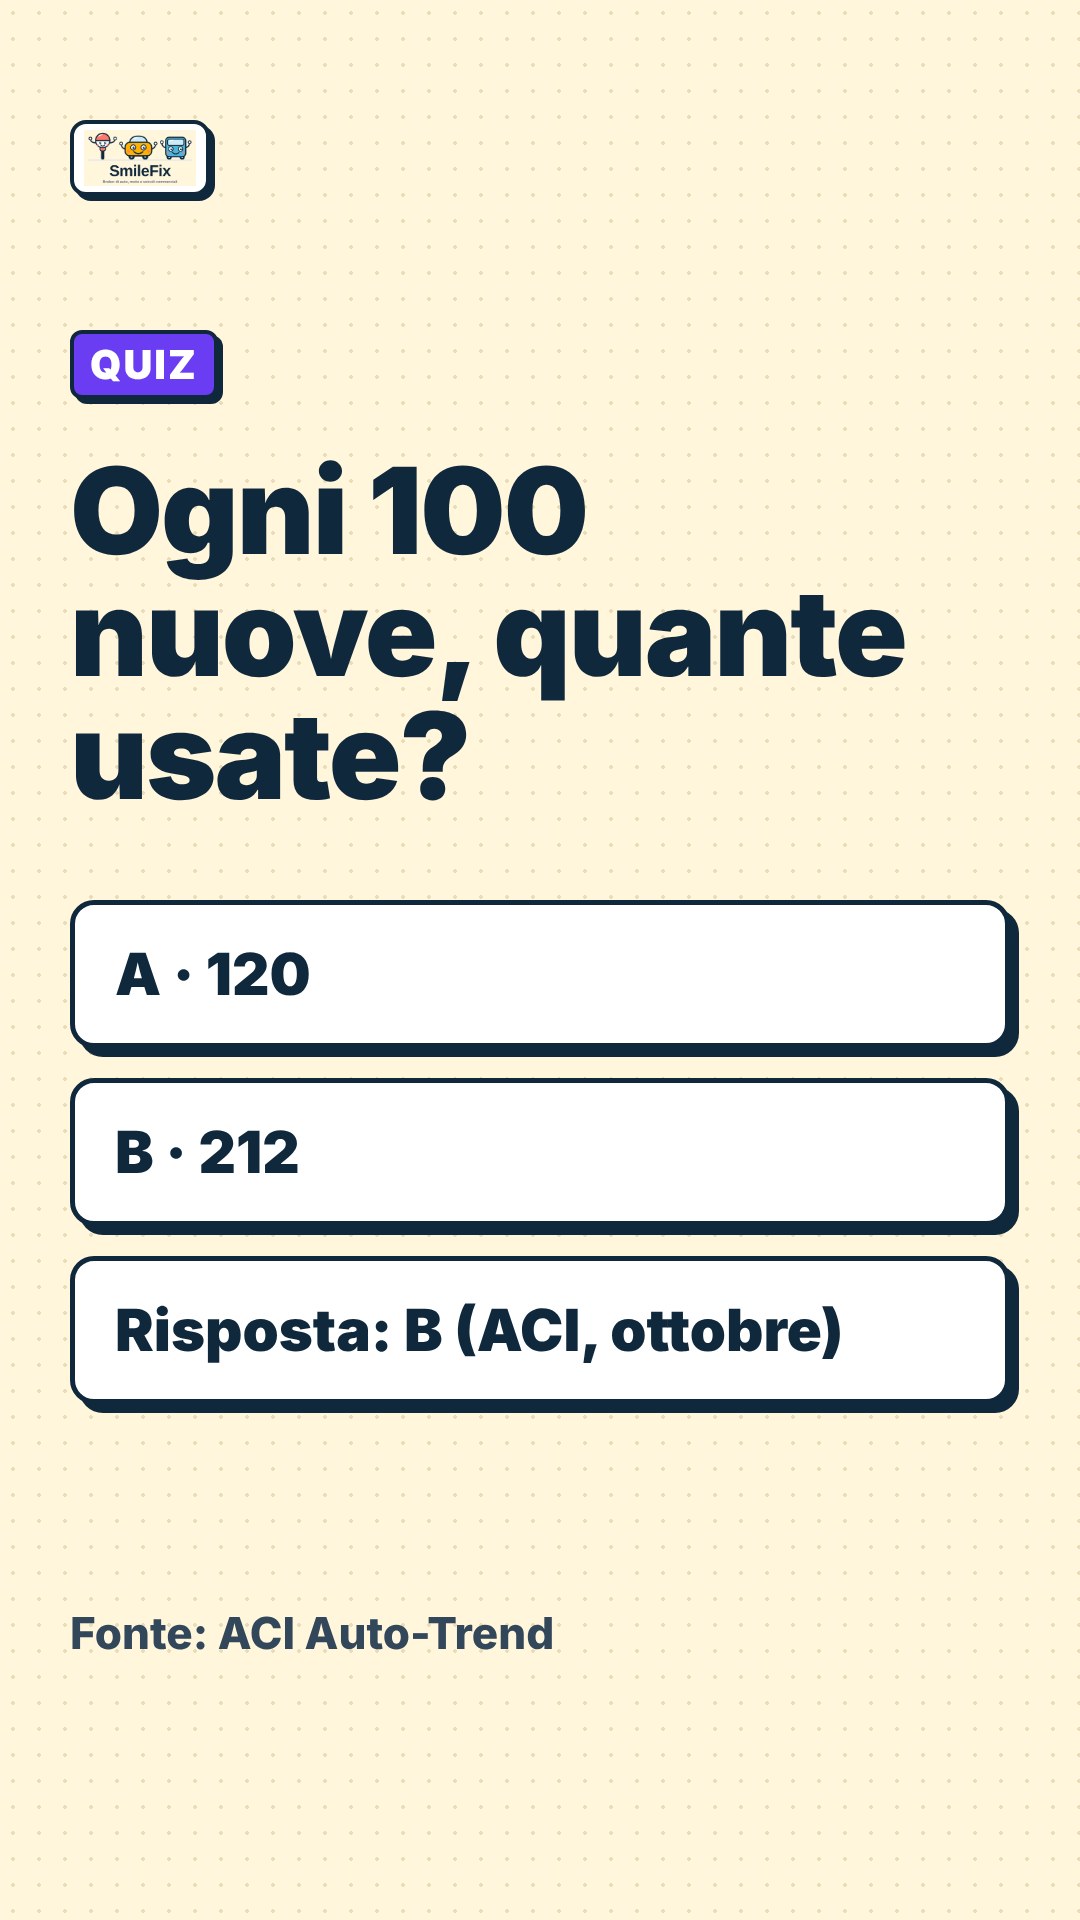 SmileFix
QUIZ
Ogni 100
nuove, quante
usate?
A · 120
B · 212
Risposta: B (ACI, ottobre)
Fonte: ACI Auto-Trend